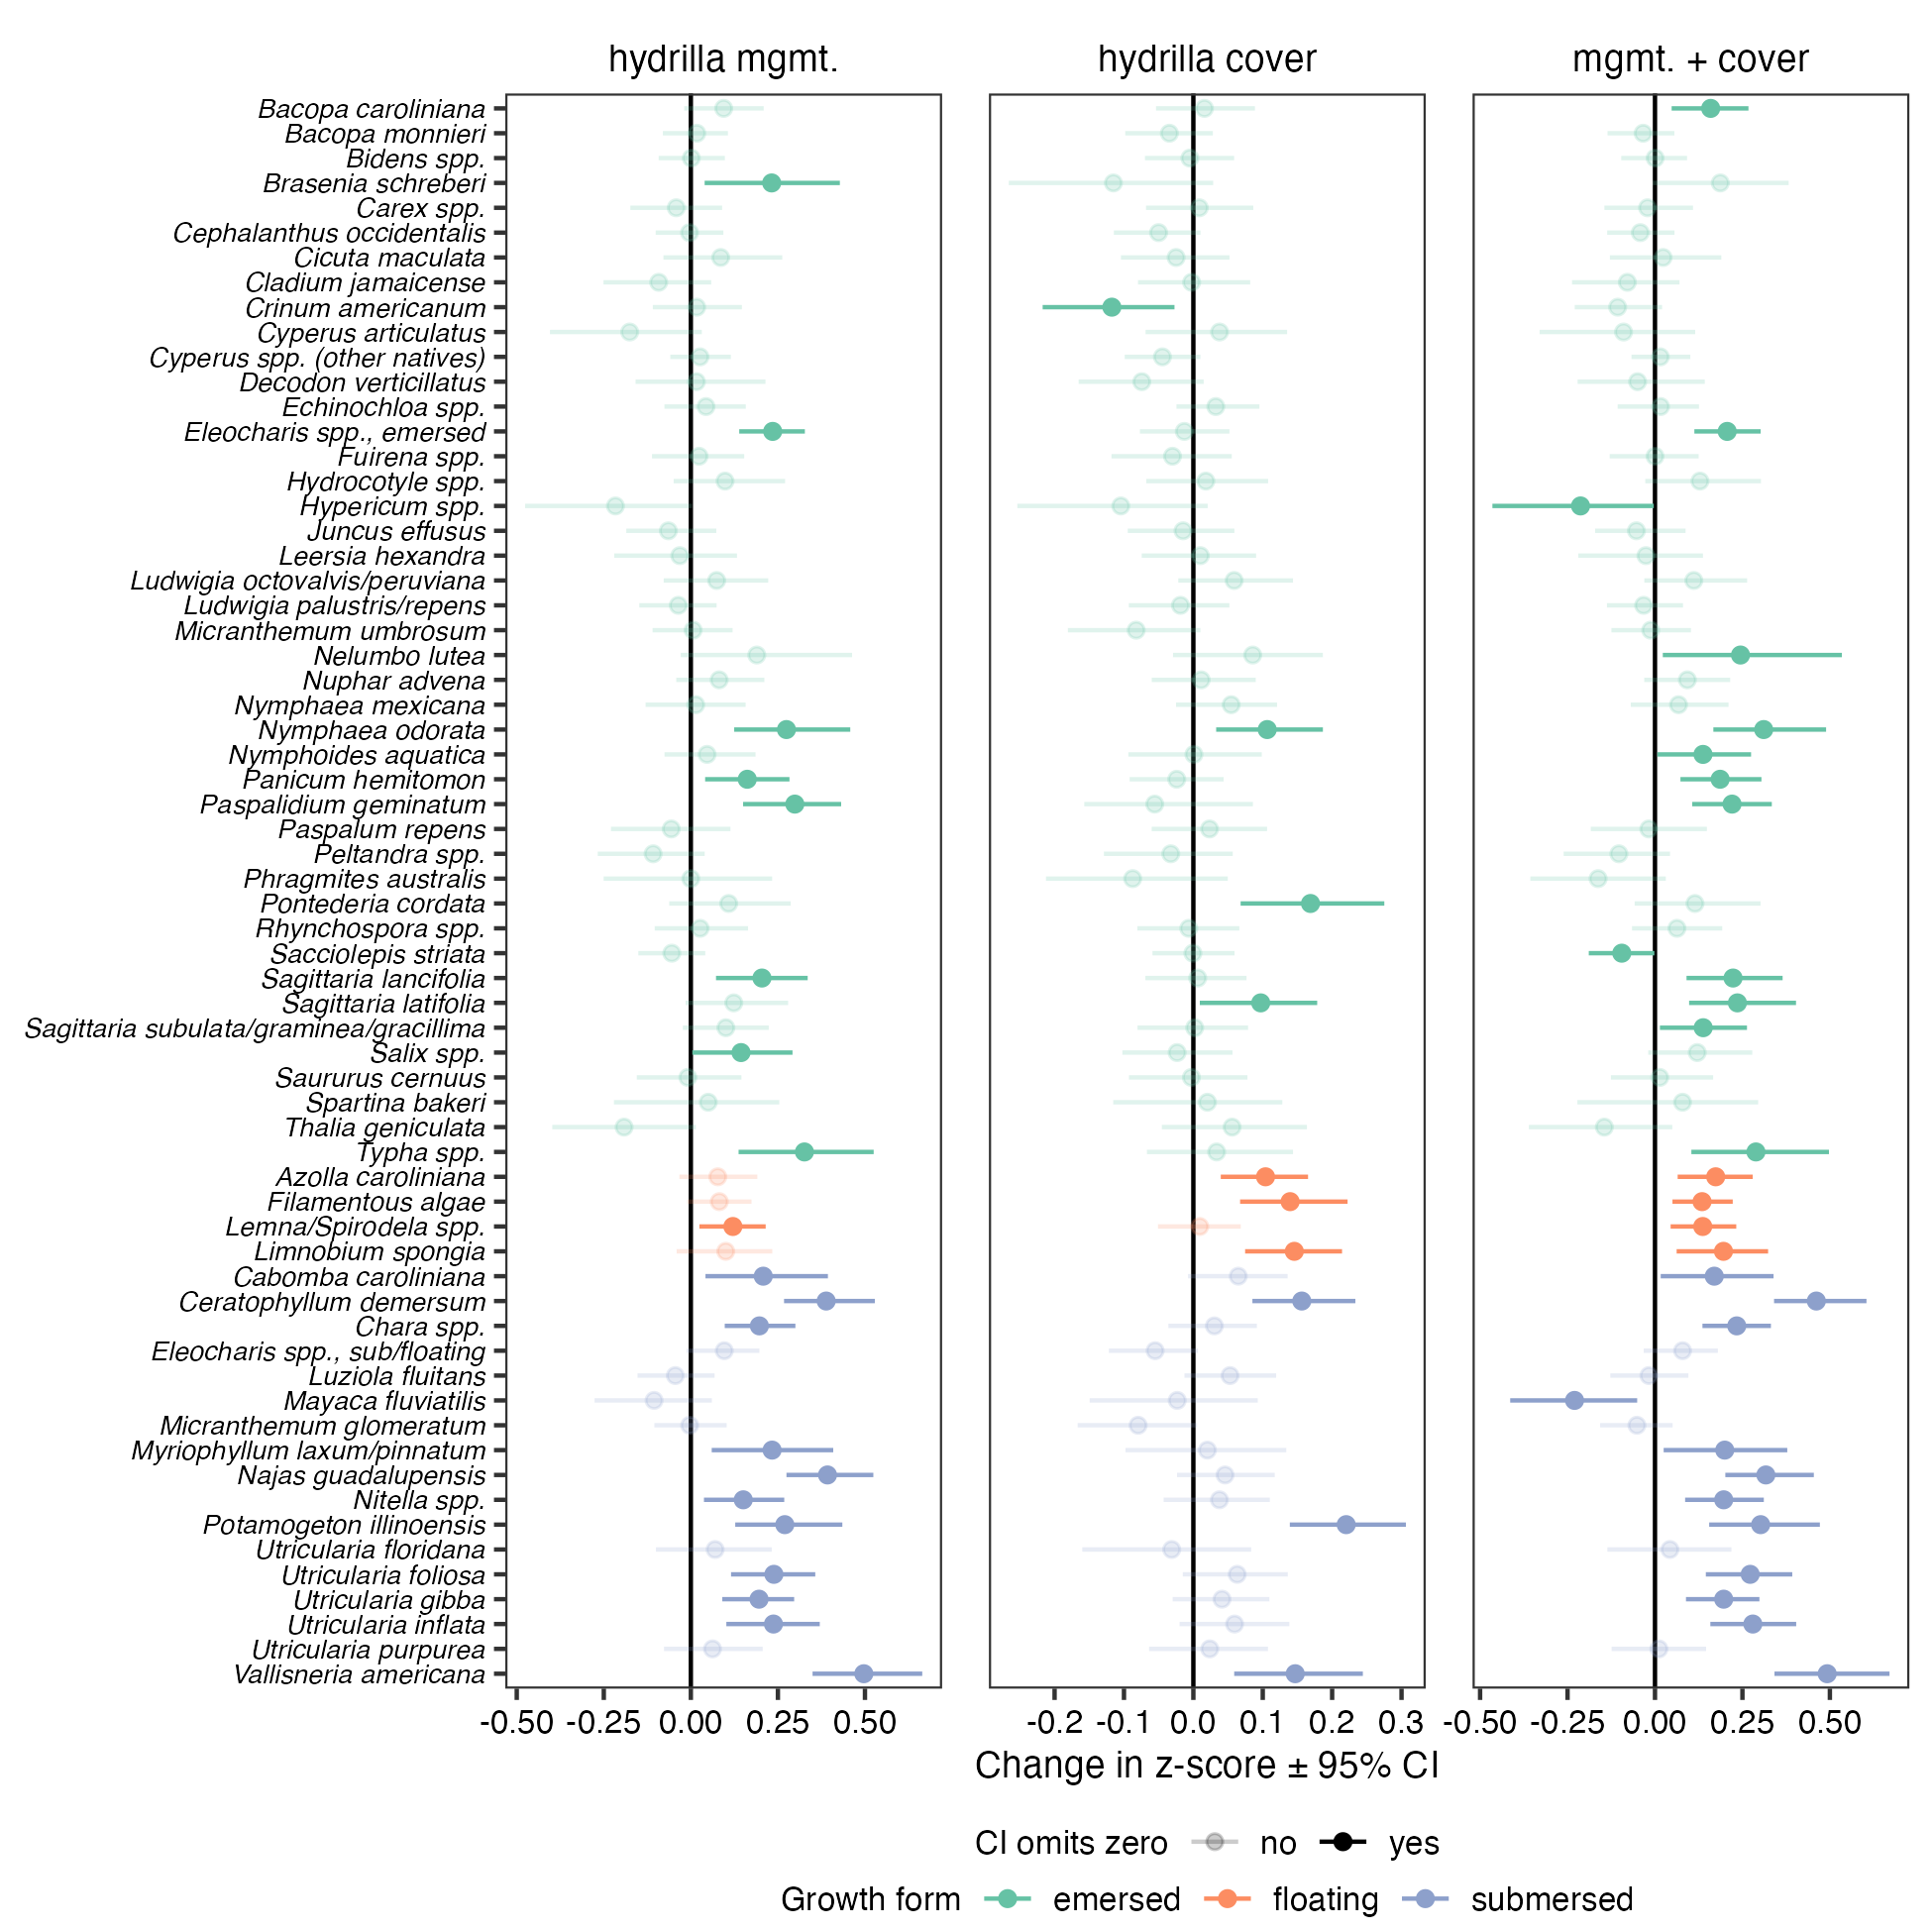 hydrilla mgmt. hydrilla cover mgmt. + cover
Bacopa caroliniana
Bacopa monnieri
Bidens spp.
Brasenia schreberi
Carex spp.
Cephalanthus occidentalis
Cicuta maculata
Cladium jamaicense
Crinum americanum
Cyperus articulatus
Cyperus spp. (other natives)
Decodon verticillatus
Echinochloa spp.
Eleocharis spp., emersed
Fuirena spp.
Hydrocotyle spp.
Hypericum spp.
Juncus effusus
Leersia hexandra
Ludwigia octovalvis/peruviana
Ludwigia palustris/repens
Micranthemum umbrosum
Nelumbo lutea
Nuphar advena
Nymphaea mexicana
Nymphaea odorata
Nymphoides aquatica
Panicum hemitomon
Paspalidium geminatum
Paspalum repens
Peltandra spp.
Phragmites australis
Pontederia cordata
Rhynchospora spp.
Sacciolepis striata
Sagittaria lancifolia
Sagittaria latifolia
Sagittaria subulata/graminea/gracillima
Salix spp.
Saururus cernuus
Spartina bakeri
Thalia geniculata
Typha spp.
Azolla caroliniana
Filamentous algae
Lemna/Spirodela spp.
Limnobium spongia
Cabomba caroliniana
Ceratophyllum demersum
Chara spp.
Eleocharis spp., sub/floating
Luziola fluitans
Mayaca fluviatilis
Micranthemum glomeratum
Myriophyllum laxum/pinnatum
Najas guadalupensis
Nitella spp.
Potamogeton illinoensis
Utricularia floridana
Utricularia foliosa
Utricularia gibba
Utricularia inflata
Utricularia purpurea
Vallisneria americana
-0.50 -0.25 0.00 0.25 0.50 -0.2 -0.1 0.0 0.1 0.2 0.3 -0.50 -0.25 0.00 0.25 0.50
Change in z-score ± 95% CI
CI omits zero no yes
Growth form emersed floating submersed